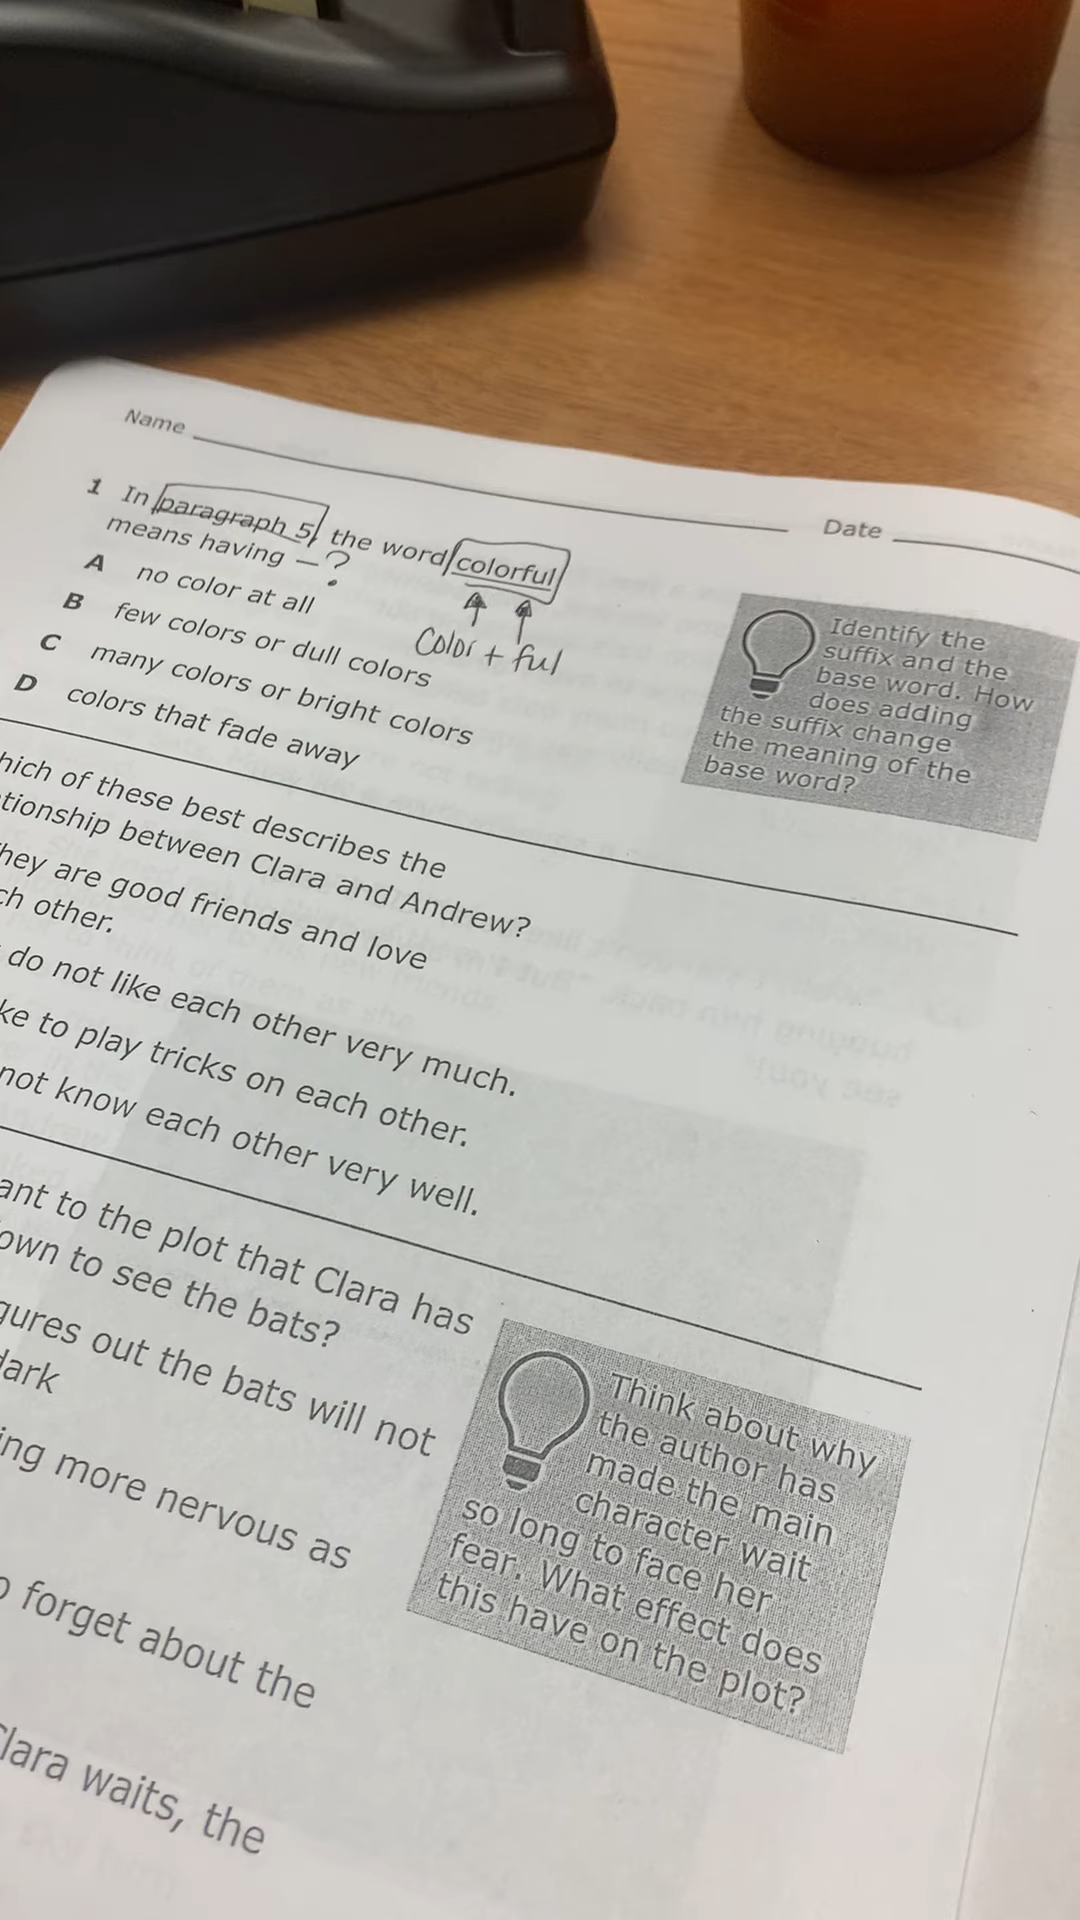 Name
Date
1 In paragraph 5, the word colorful
means having – ?
A no color at all
B few colors or dull colors
C many colors or bright colors
D colors that fade away
Color + ful
Identify the
suffix and the
base word. How
does adding
the suffix change
the meaning of the
base word?
hich of these best describes the
tionship between Clara and Andrew?
hey are good friends and love
ch other.
do not like each other very much.
ke to play tricks on each other.
not know each other very well.
ant to the plot that Clara has
own to see the bats?
gures out the bats will not
dark
ing more nervous as
o forget about the
Clara waits, the
Think about why
the author has
made the main
character wait
so long to face her
fear. What effect does
this have on the plot?